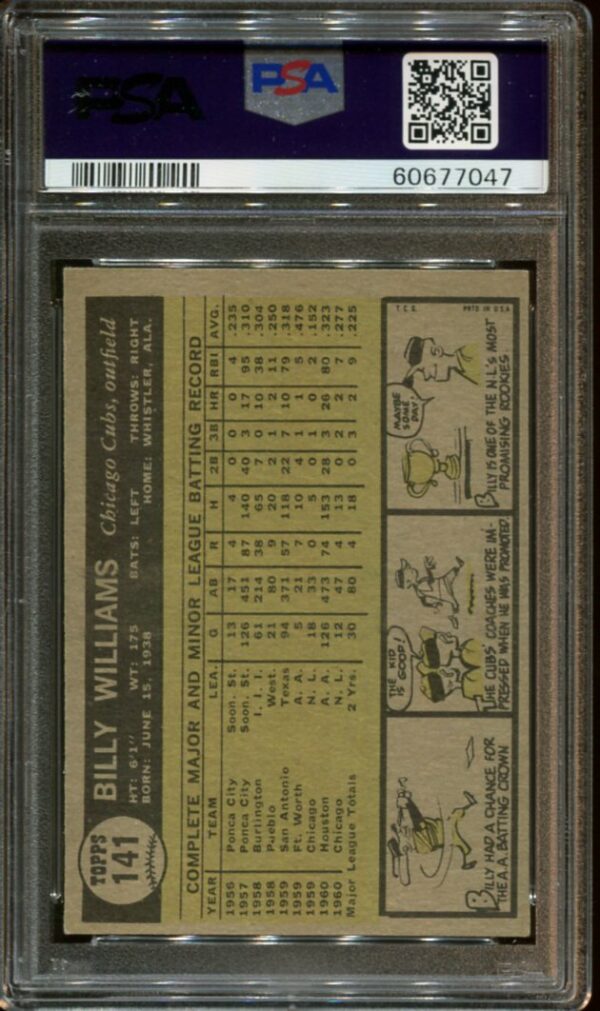 PSA
PSA
60677047
TOPPS
141
BILLY WILLIAMS Chicago Cubs, outfield
HT: 6'1" WT: 175 BATS: LEFT THROWS: RIGHT
BORN: JUNE 15, 1938 HOME: WHISTLER, ALA.
COMPLETE MAJOR AND MINOR LEAGUE BATTING RECORD
YEAR TEAM LEA. G AB R H 2B 3B HR RBI AVG.
1956 Ponca City Soon. St. 13 17 4 4 0 0 0 4 .235
1957 Ponca City Soon. St. 126 451 87 140 40 3 17 95 .310
1958 Burlington I. I. I. 61 214 38 65 7 0 10 38 .304
1958 Pueblo West. 21 80 9 20 2 1 2 11 .250
1959 San Antonio Texas 94 371 57 118 22 7 10 79 .318
1959 Ft. Worth A. A. 5 21 7 10 4 1 1 5 .476
1959 Chicago N. L. 18 33 0 5 0 1 0 2 .152
1960 Houston A. A. 126 473 74 153 28 3 26 80 .323
1960 Chicago N. L. 12 47 4 13 0 2 2 7 .277
Major League Totals 2 Yrs. 30 80 4 18 0 3 2 9 .225
BILLY HAD A CHANCE FOR
THE A.A. BATTING CROWN
THE KID
IS GOOD!
THE CUBS' COACHES WERE IM-
PRESSED WHEN HE WAS PROMOTED
MAYBE
SOME
DAY!
T.C.G. PRTD IN U.S.A.
BILLY IS ONE OF THE N.L.'S MOST
PROMISING ROOKIES